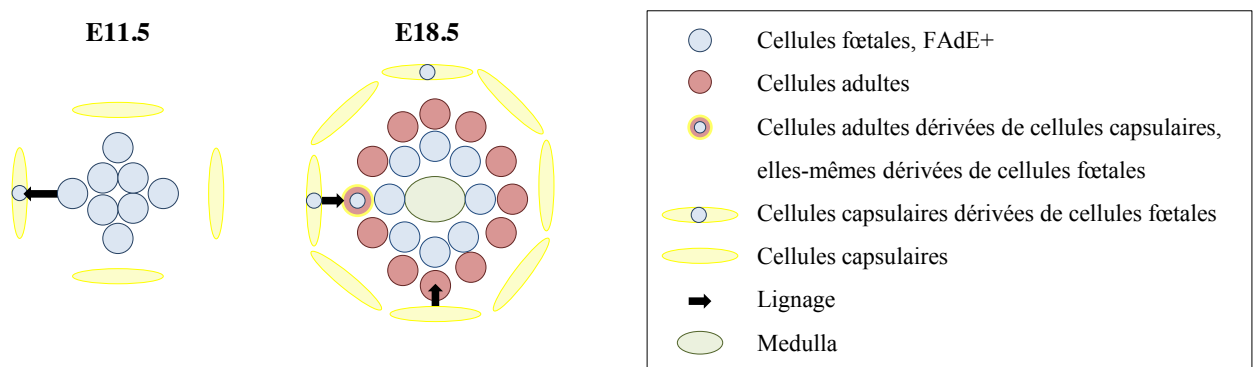 E11.5
E18.5
Cellules fœtales, FAdE+
Cellules adultes
Cellules adultes dérivées de cellules capsulaires,
elles-mêmes dérivées de cellules fœtales
Cellules capsulaires dérivées de cellules fœtales
Cellules capsulaires
Lignage
Medulla